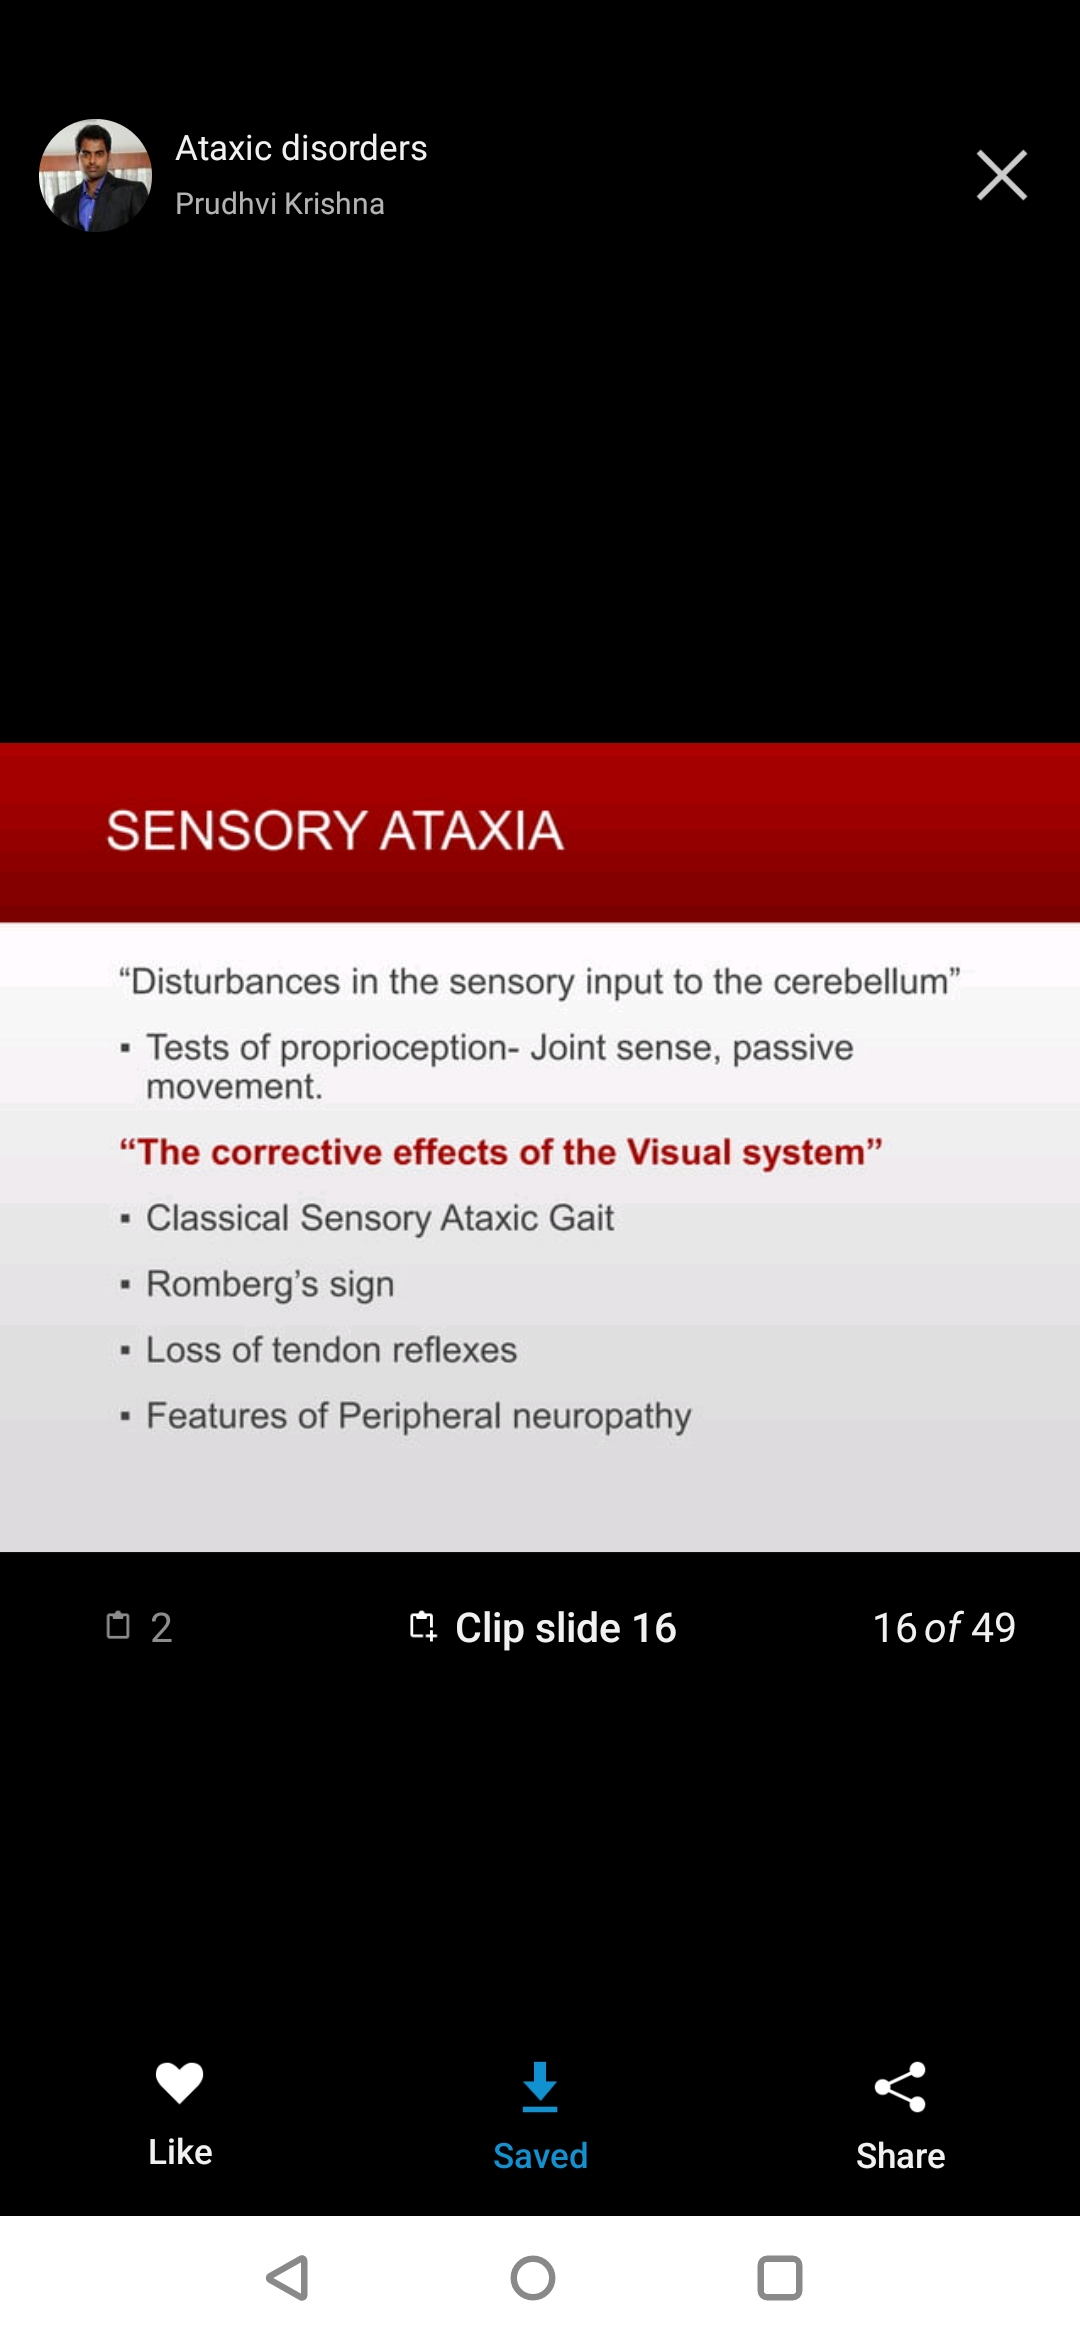 Ataxic disorders
Prudhvi Krishna
SENSORY ATAXIA
“Disturbances in the sensory input to the cerebellum”
▪ Tests of proprioception- Joint sense, passive
movement.
“The corrective effects of the Visual system”
▪ Classical Sensory Ataxic Gait
▪ Romberg’s sign
▪ Loss of tendon reflexes
▪ Features of Peripheral neuropathy
2 Clip slide 16 16 of 49
Like Saved Share